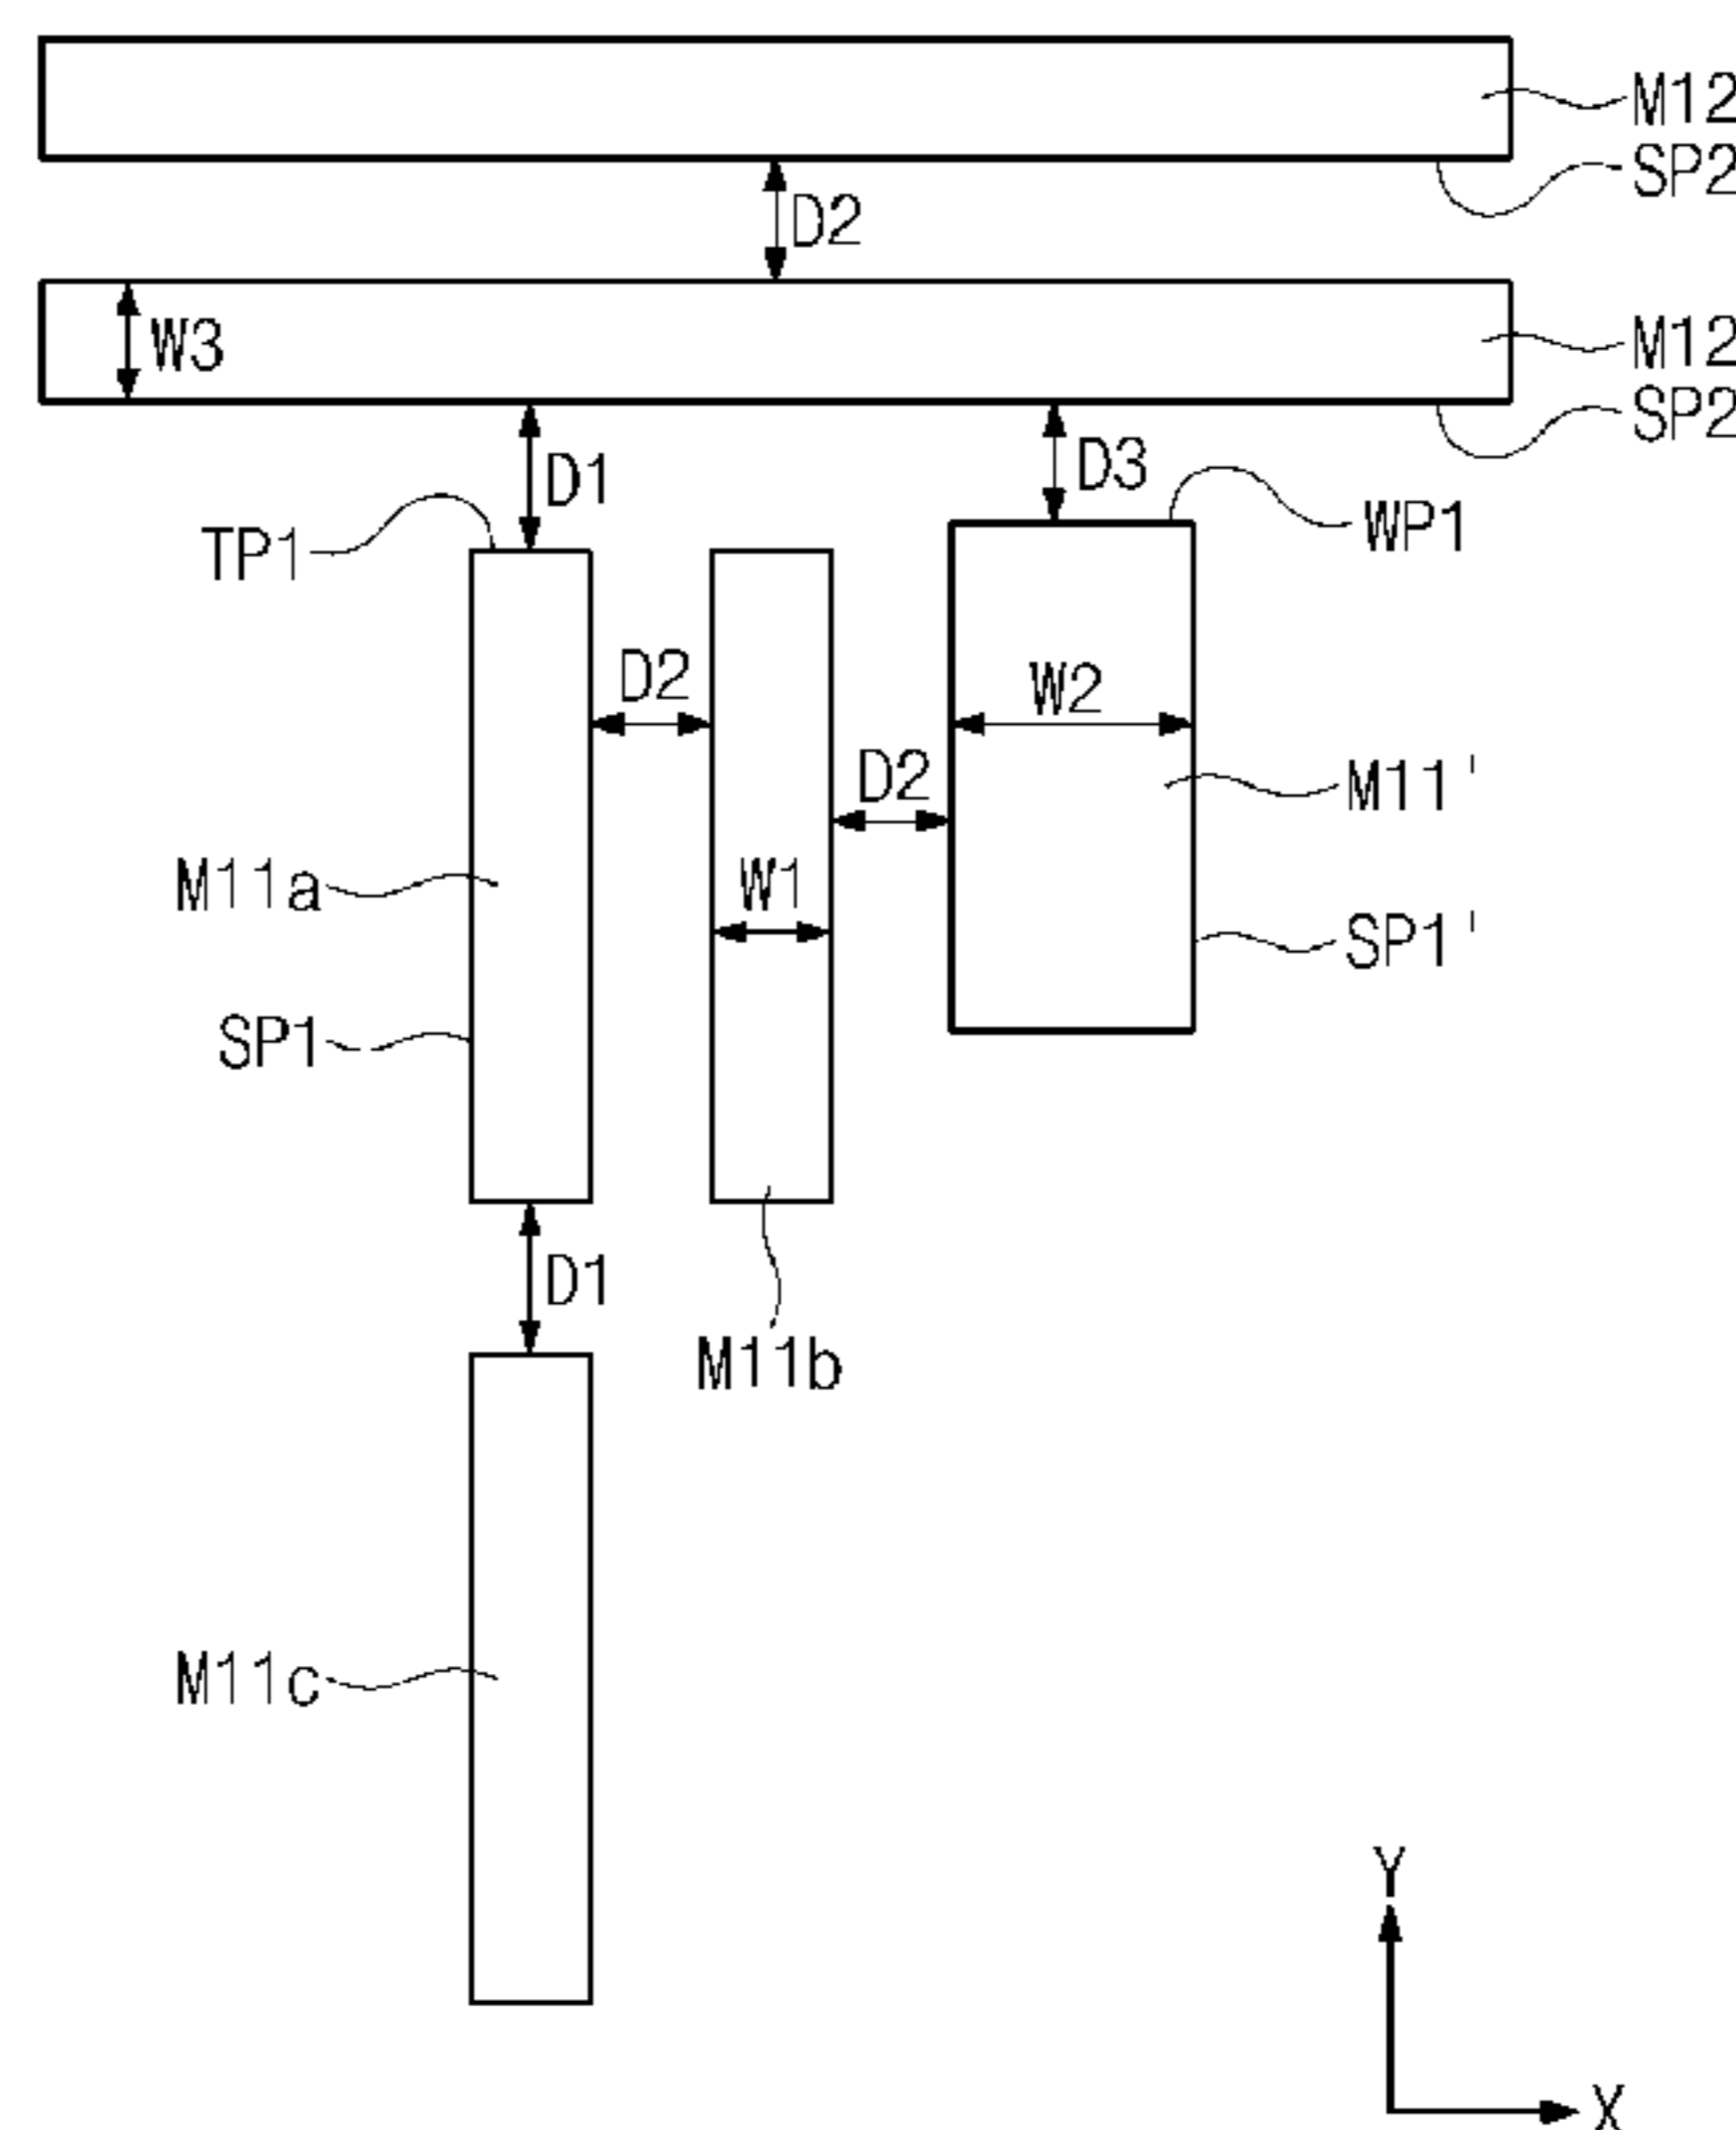 M12
SP2
D2
W3
M12
SP2
D1
D3
TP1
WP1
D2
W2
D2
M11'
M11a
W1
SP1'
SP1
D1
M11b
M11c
Y
X